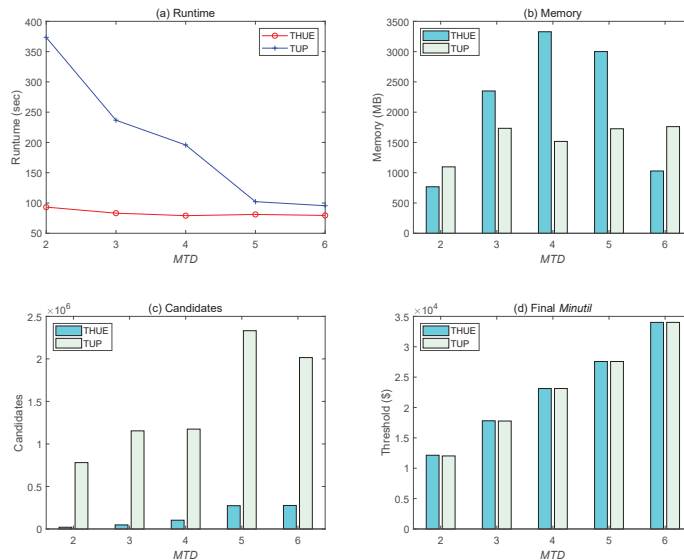 (a) Runtime
400
350
300
250
200
150
100
50
Runtume (sec)
2 3 4 5 6
MTD
THUE
TUP
(b) Memory
3500
3000
2500
2000
1500
1000
500
0
Memory (MB)
2 3 4 5 6
MTD
THUE
TUP
(c) Candidates
×10⁶
2.5
2
1.5
1
0.5
0
Candidates
2 3 4 5 6
MTD
THUE
TUP
(d) Final Minutil
×10⁴
3.5
3
2.5
2
1.5
1
0.5
0
Threshold ($)
2 3 4 5 6
MTD
THUE
TUP